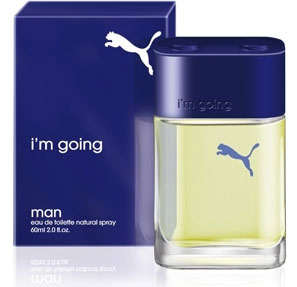 i'm going
man
eau de toilette natural spray
60ml 2.0 fl.oz.
i'm going